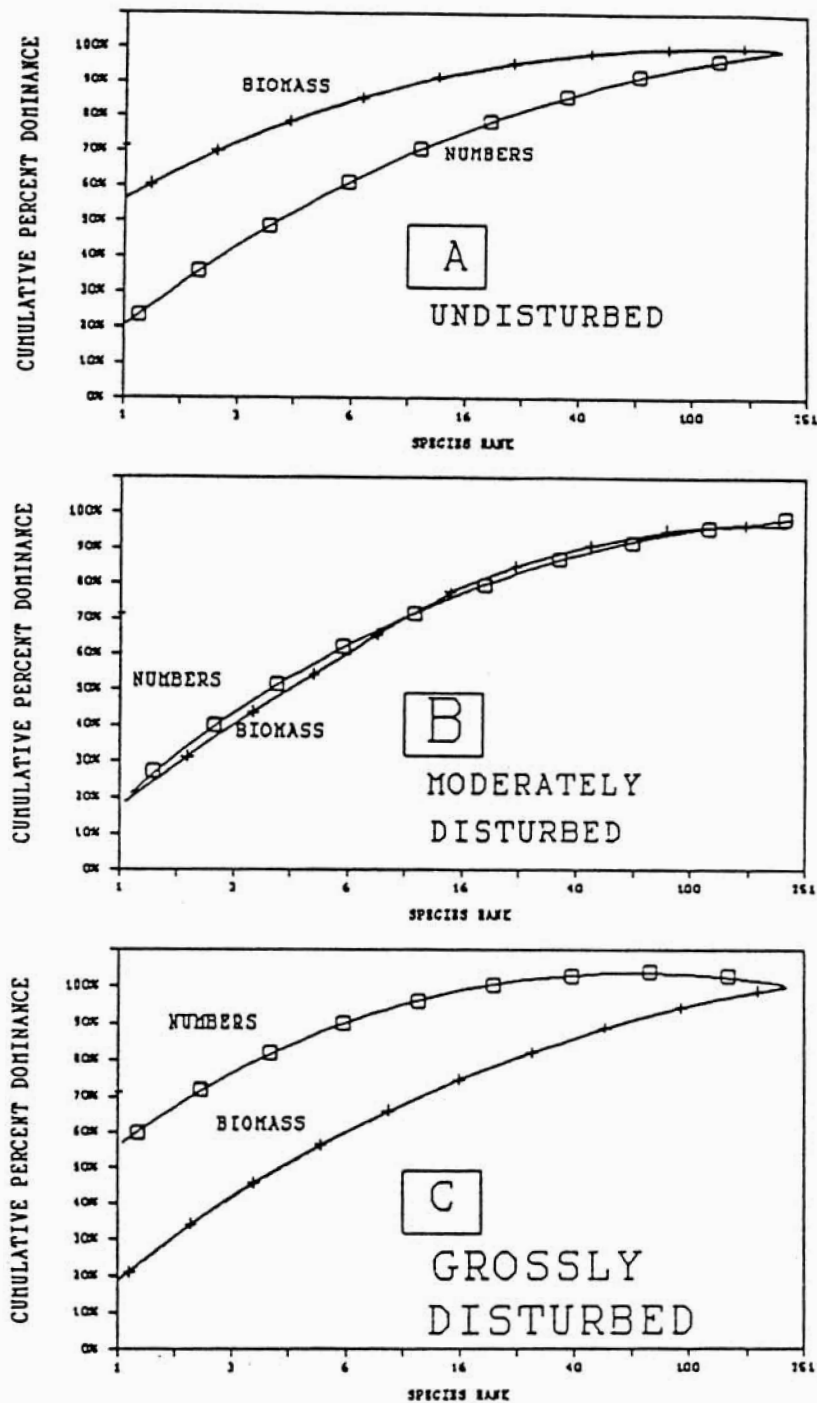 CUMULATIVE PERCENT DOMINANCE
100%
90%
80%
70%
60%
50%
40%
30%
20%
10%
0%
BIOMASS
NUMBERS
A
UNDISTURBED
1 3 6 16 40 100 251
SPECIES RANK
CUMULATIVE PERCENT DOMINANCE
100%
90%
80%
70%
60%
50%
40%
30%
20%
10%
0%
NUMBERS
BIOMASS
B
MODERATELY
DISTURBED
1 3 6 16 40 100 251
SPECIES RANK
CUMULATIVE PERCENT DOMINANCE
100%
90%
80%
70%
60%
50%
40%
30%
20%
10%
0%
NUMBERS
BIOMASS
C
GROSSLY
DISTURBED
1 3 6 16 40 100 251
SPECIES RANK